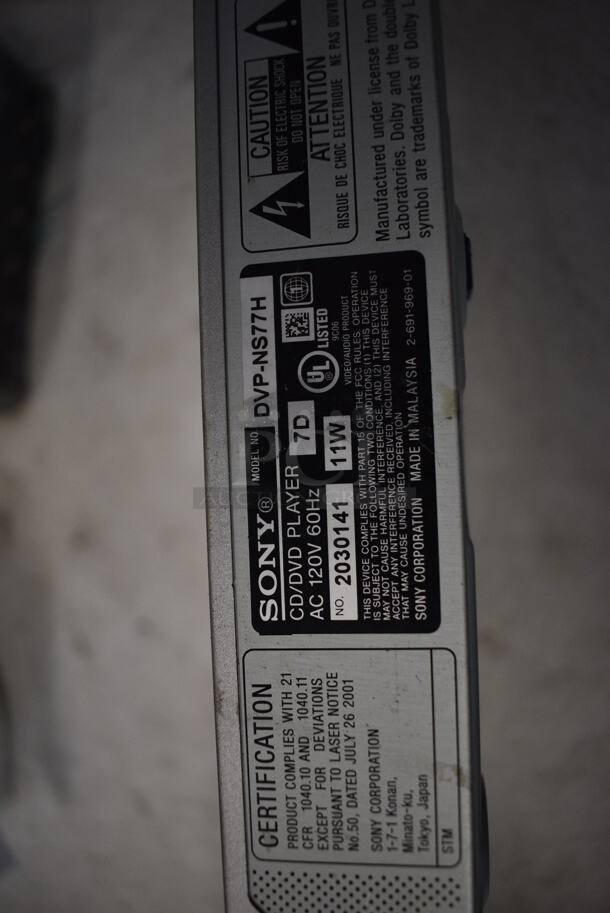 CERTIFICATION
PRODUCT COMPLIES WITH 21
CFR 1040.10 AND 1040.11
EXCEPT FOR DEVIATIONS
PURSUANT TO LASER NOTICE
No.50, DATED JULY 26 2001
SONY CORPORATION
1-7-1 Konan,
Minato-ku,
Tokyo, Japan
STM
SONY® MODEL NO. DVP-NS77H
CD/DVD PLAYER 7D
AC 120V 60Hz 11W
NO. 2030141
UL® LISTED
9C06
VIDEO/AUDIO PRODUCT
1
THIS DEVICE COMPLIES WITH PART 15 OF THE FCC RULES. OPERATION
IS SUBJECT TO THE FOLLOWING TWO CONDITIONS:(1) THIS DEVICE
MAY NOT CAUSE HARMFUL INTERFERENCE, AND (2) THIS DEVICE MUST
ACCEPT ANY INTERFERENCE RECEIVED, INCLUDING INTERFERENCE
THAT MAY CAUSE UNDESIRED OPERATION.
SONY CORPORATION MADE IN MALAYSIA 2-691-969-01
CAUTION
RISK OF ELECTRIC SHOCK
DO NOT OPEN
ATTENTION
RISQUE DE CHOC ELECTRIQUE NE PAS
Manufactured under license from
Laboratories. Dolby and the
symbol are trademarks of Dolby